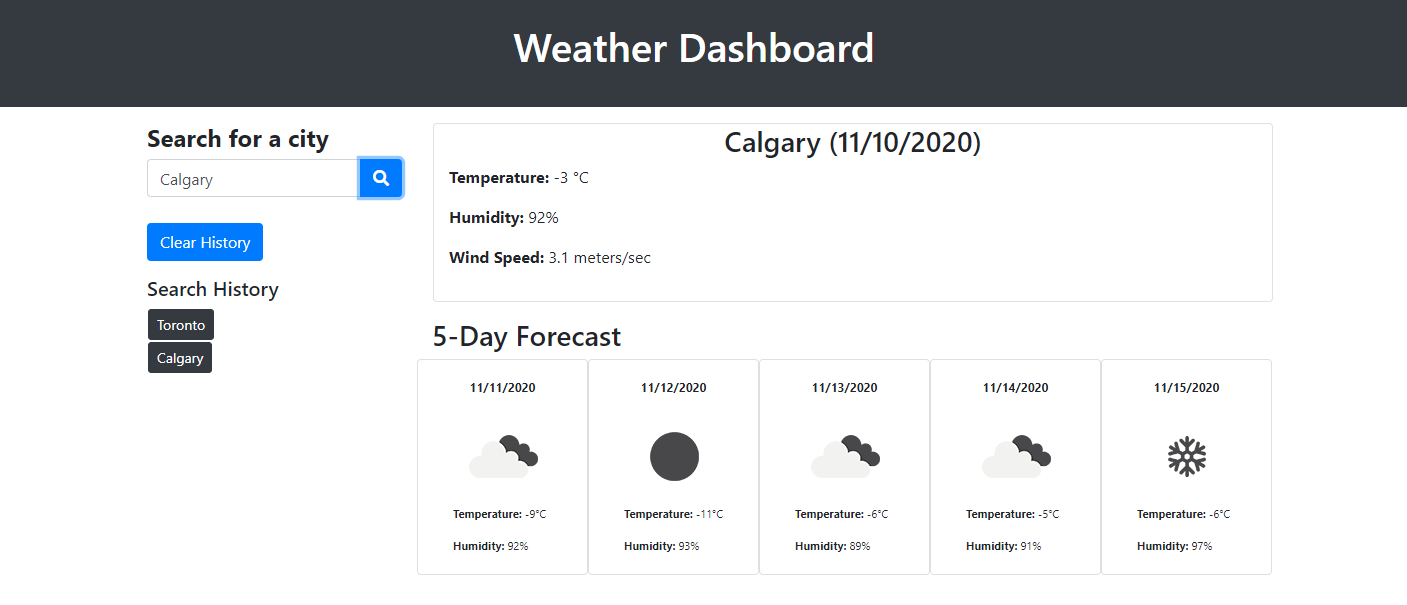 Weather Dashboard
Search for a city
Calgary
Clear History
Search History
Toronto
Calgary
Calgary (11/10/2020)
Temperature: -3 °C
Humidity: 92%
Wind Speed: 3.1 meters/sec
5-Day Forecast
11/11/2020
Temperature: -9°C
Humidity: 92%
11/12/2020
Temperature: -11°C
Humidity: 93%
11/13/2020
Temperature: -6°C
Humidity: 89%
11/14/2020
Temperature: -5°C
Humidity: 91%
11/15/2020
Temperature: -6°C
Humidity: 97%